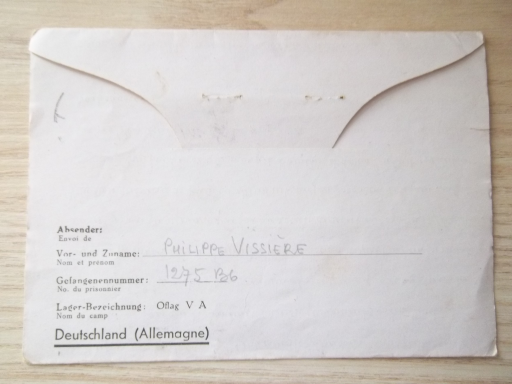 Absender:
Envoi de
Vor- und Zuname: PHILIPPE VISSIÈRE
Nom et prenom
Gefangenennummer: 1275 B6
No. du prisonnier
Lager-Bezeichnung: Oflag V A
Nom du camp
Deutschland (Allemagne)